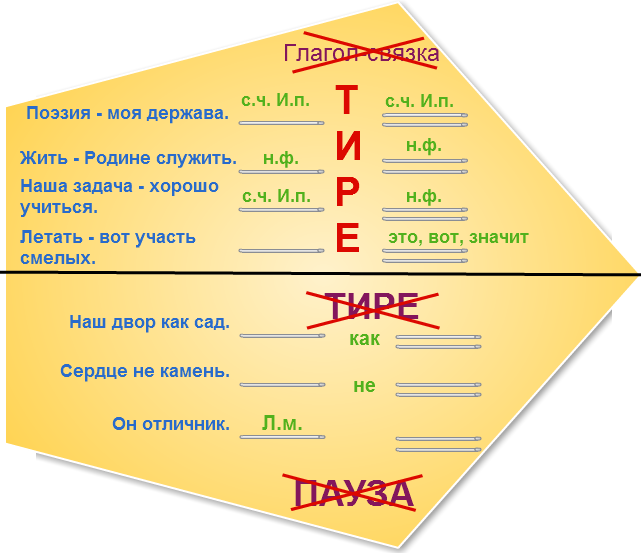 Глагол-связка
Поэзия - моя держава.
с.ч. И.п.
с.ч. И.п.
ТИРЕ
Жить - Родине служить.
н.ф.
н.ф.
Наша задача - хорошо
учиться.
с.ч. И.п.
н.ф.
Летать - вот участь
смелых.
это, вот, значит
ТИРЕ
Наш двор как сад.
как
Сердце не камень.
не
Он отличник.
Л.м.
ПАУЗА